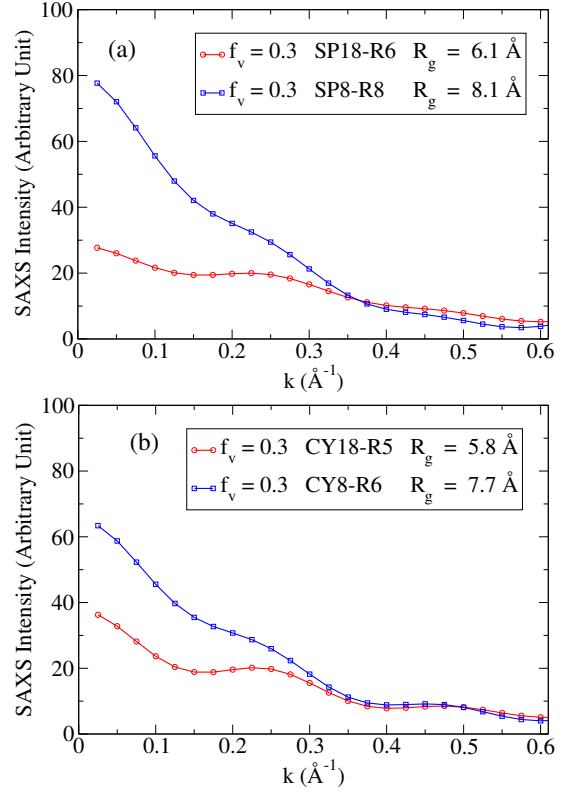 100
80
60
40
20
0
SAXS Intensity (Arbitrary Unit)
(a)
f_v = 0.3 SP18-R6 R_g = 6.1 Å
f_v = 0.3 SP8-R8 R_g = 8.1 Å
0 0.1 0.2 0.3 0.4 0.5 0.6
k (Å⁻¹)
100
80
60
40
20
0
SAXS Intensity (Arbitrary Unit)
(b)
f_v = 0.3 CY18-R5 R_g = 5.8 Å
f_v = 0.3 CY8-R6 R_g = 7.7 Å
0 0.1 0.2 0.3 0.4 0.5 0.6
k (Å⁻¹)